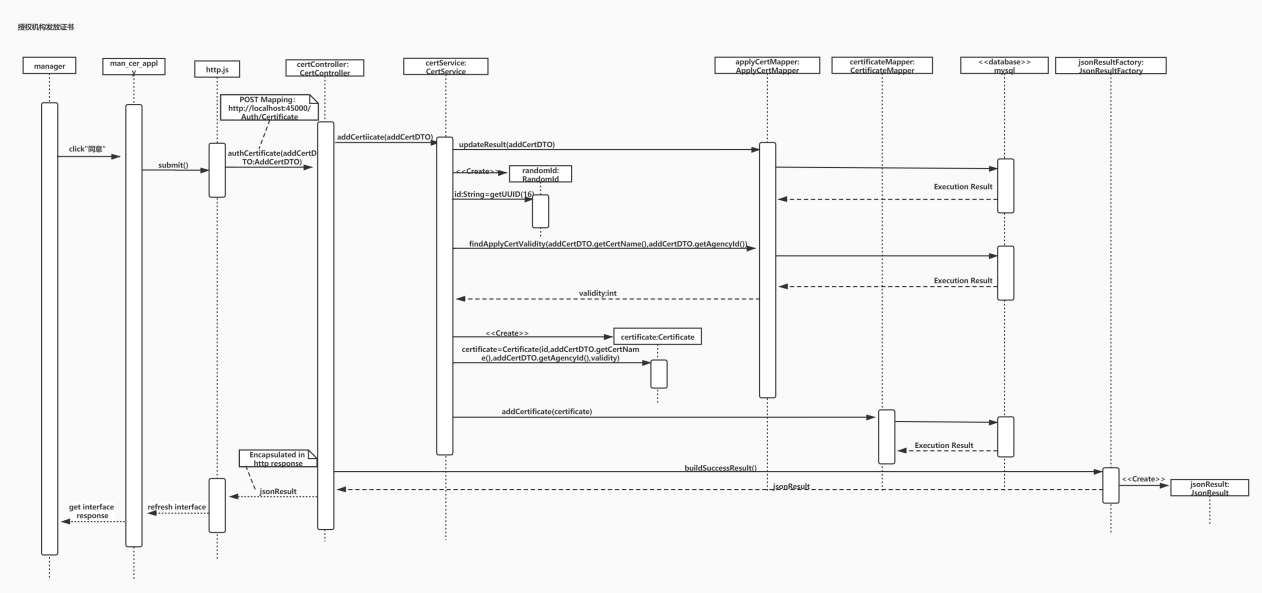 授权机构发放证书
manager
man_cer_appl
y
http.js
certController:
CertController
certService:
CertService
applyCertMapper:
ApplyCertMapper
certificateMapper:
CertificateMapper
<<database>>
mysql
jsonResultFactory:
JsonResultFactory
POST Mapping:
http://localhost:45000/
Auth/Certificate
click"同意"
submit()
authCertificate(addCertD
TO:AddCertDTO)
addCertiicate(addCertDTO)
updateResult(addCertDTO)
<<Create>>
randomId:
RandomId
Execution Result
id:String=getUUID(16)
findApplyCertValidity(addCertDTO.getCertName(),addCertDTO.getAgencyId())
Execution Result
validity:int
<<Create>>
certificate:Certificate
certificate=Certificate(id,addCertDTO.getCertNam
e(),addCertDTO.getAgencyId(),validity)
addCertificate(certificate)
Execution Result
Encapsulated in
http response
buildSuccessResult()
<<Create>>
jsonResult:
JsonResult
jsonResult
jsonResult
refresh interface
get interface
response